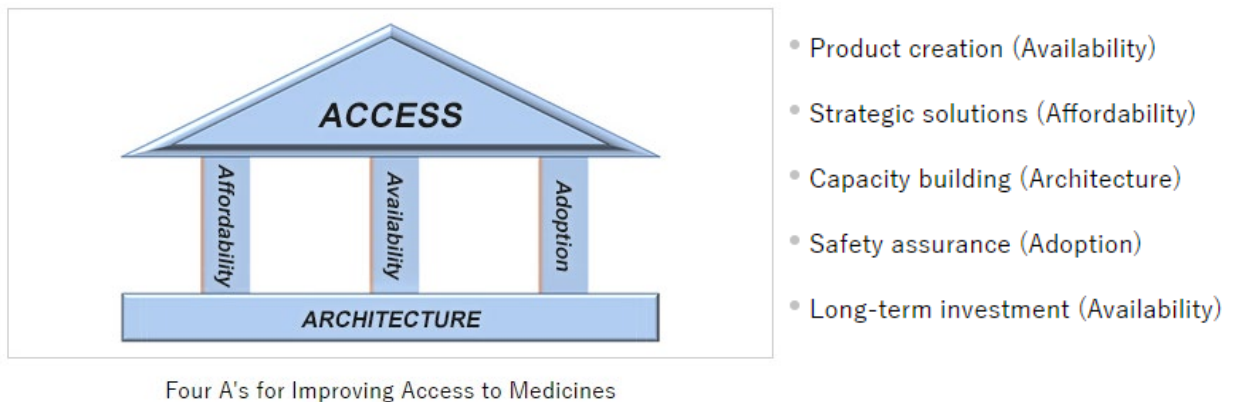 ACCESS
Affordability
Availability
Adoption
ARCHITECTURE
Four A's for Improving Access to Medicines
• Product creation (Availability)
• Strategic solutions (Affordability)
• Capacity building (Architecture)
• Safety assurance (Adoption)
• Long-term investment (Availability)